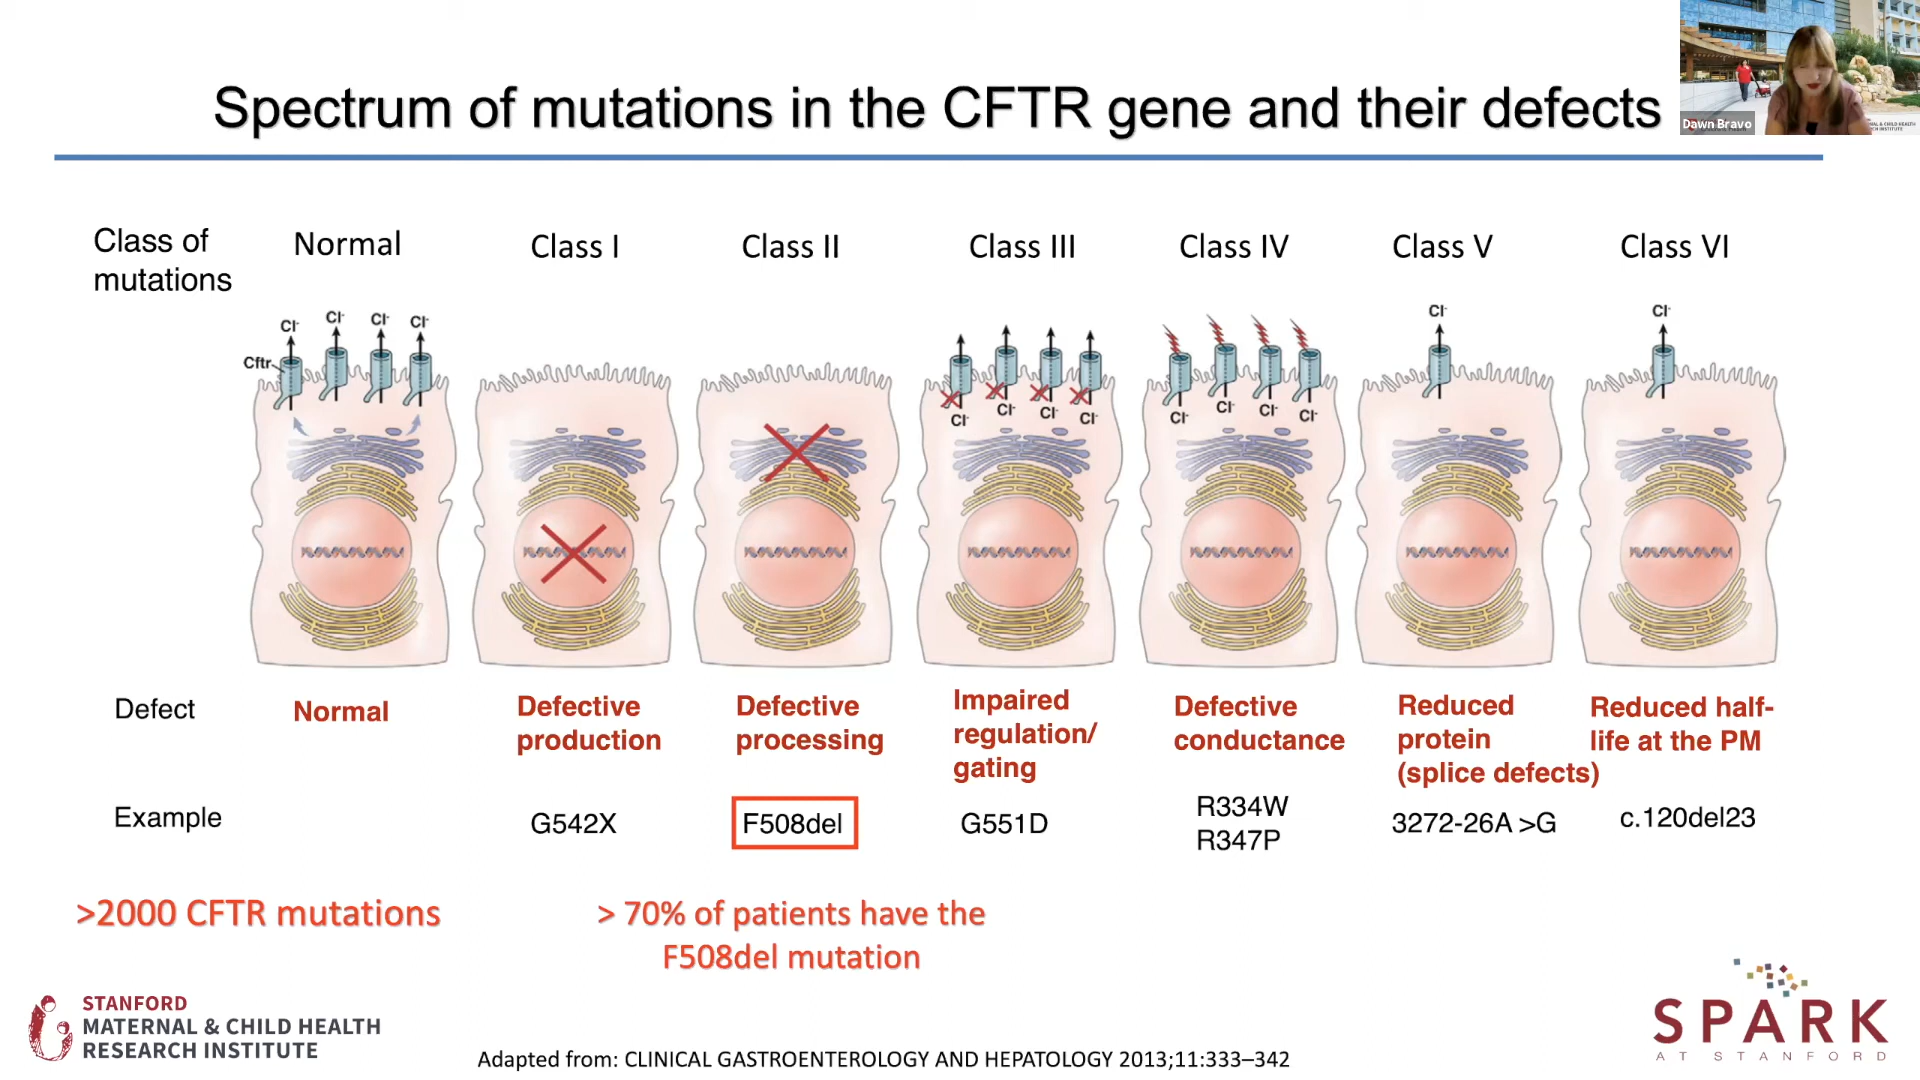 Spectrum of mutations in the CFTR gene and their defects
Dawn Bravo
Class of
mutations
Normal
Class I
Class II
Class III
Class IV
Class V
Class VI
Cl-
Cl-
Cl-
Cl-
Cftr
Cl-
Cl-
Cl-
Cl-
Cl-
Cl-
Cl-
Cl-
Cl-
Cl-
Defect
Normal
Defective
production
Defective
processing
Impaired
regulation/
gating
Defective
conductance
Reduced
protein
(splice defects)
Reduced half-
life at the PM
Example
G542X
F508del
G551D
R334W
R347P
3272-26A >G
c.120del23
>2000 CFTR mutations
> 70% of patients have the
F508del mutation
STANFORD
MATERNAL & CHILD HEALTH
RESEARCH INSTITUTE
Adapted from: CLINICAL GASTROENTEROLOGY AND HEPATOLOGY 2013;11:333–342
SPARK
AT STANFORD